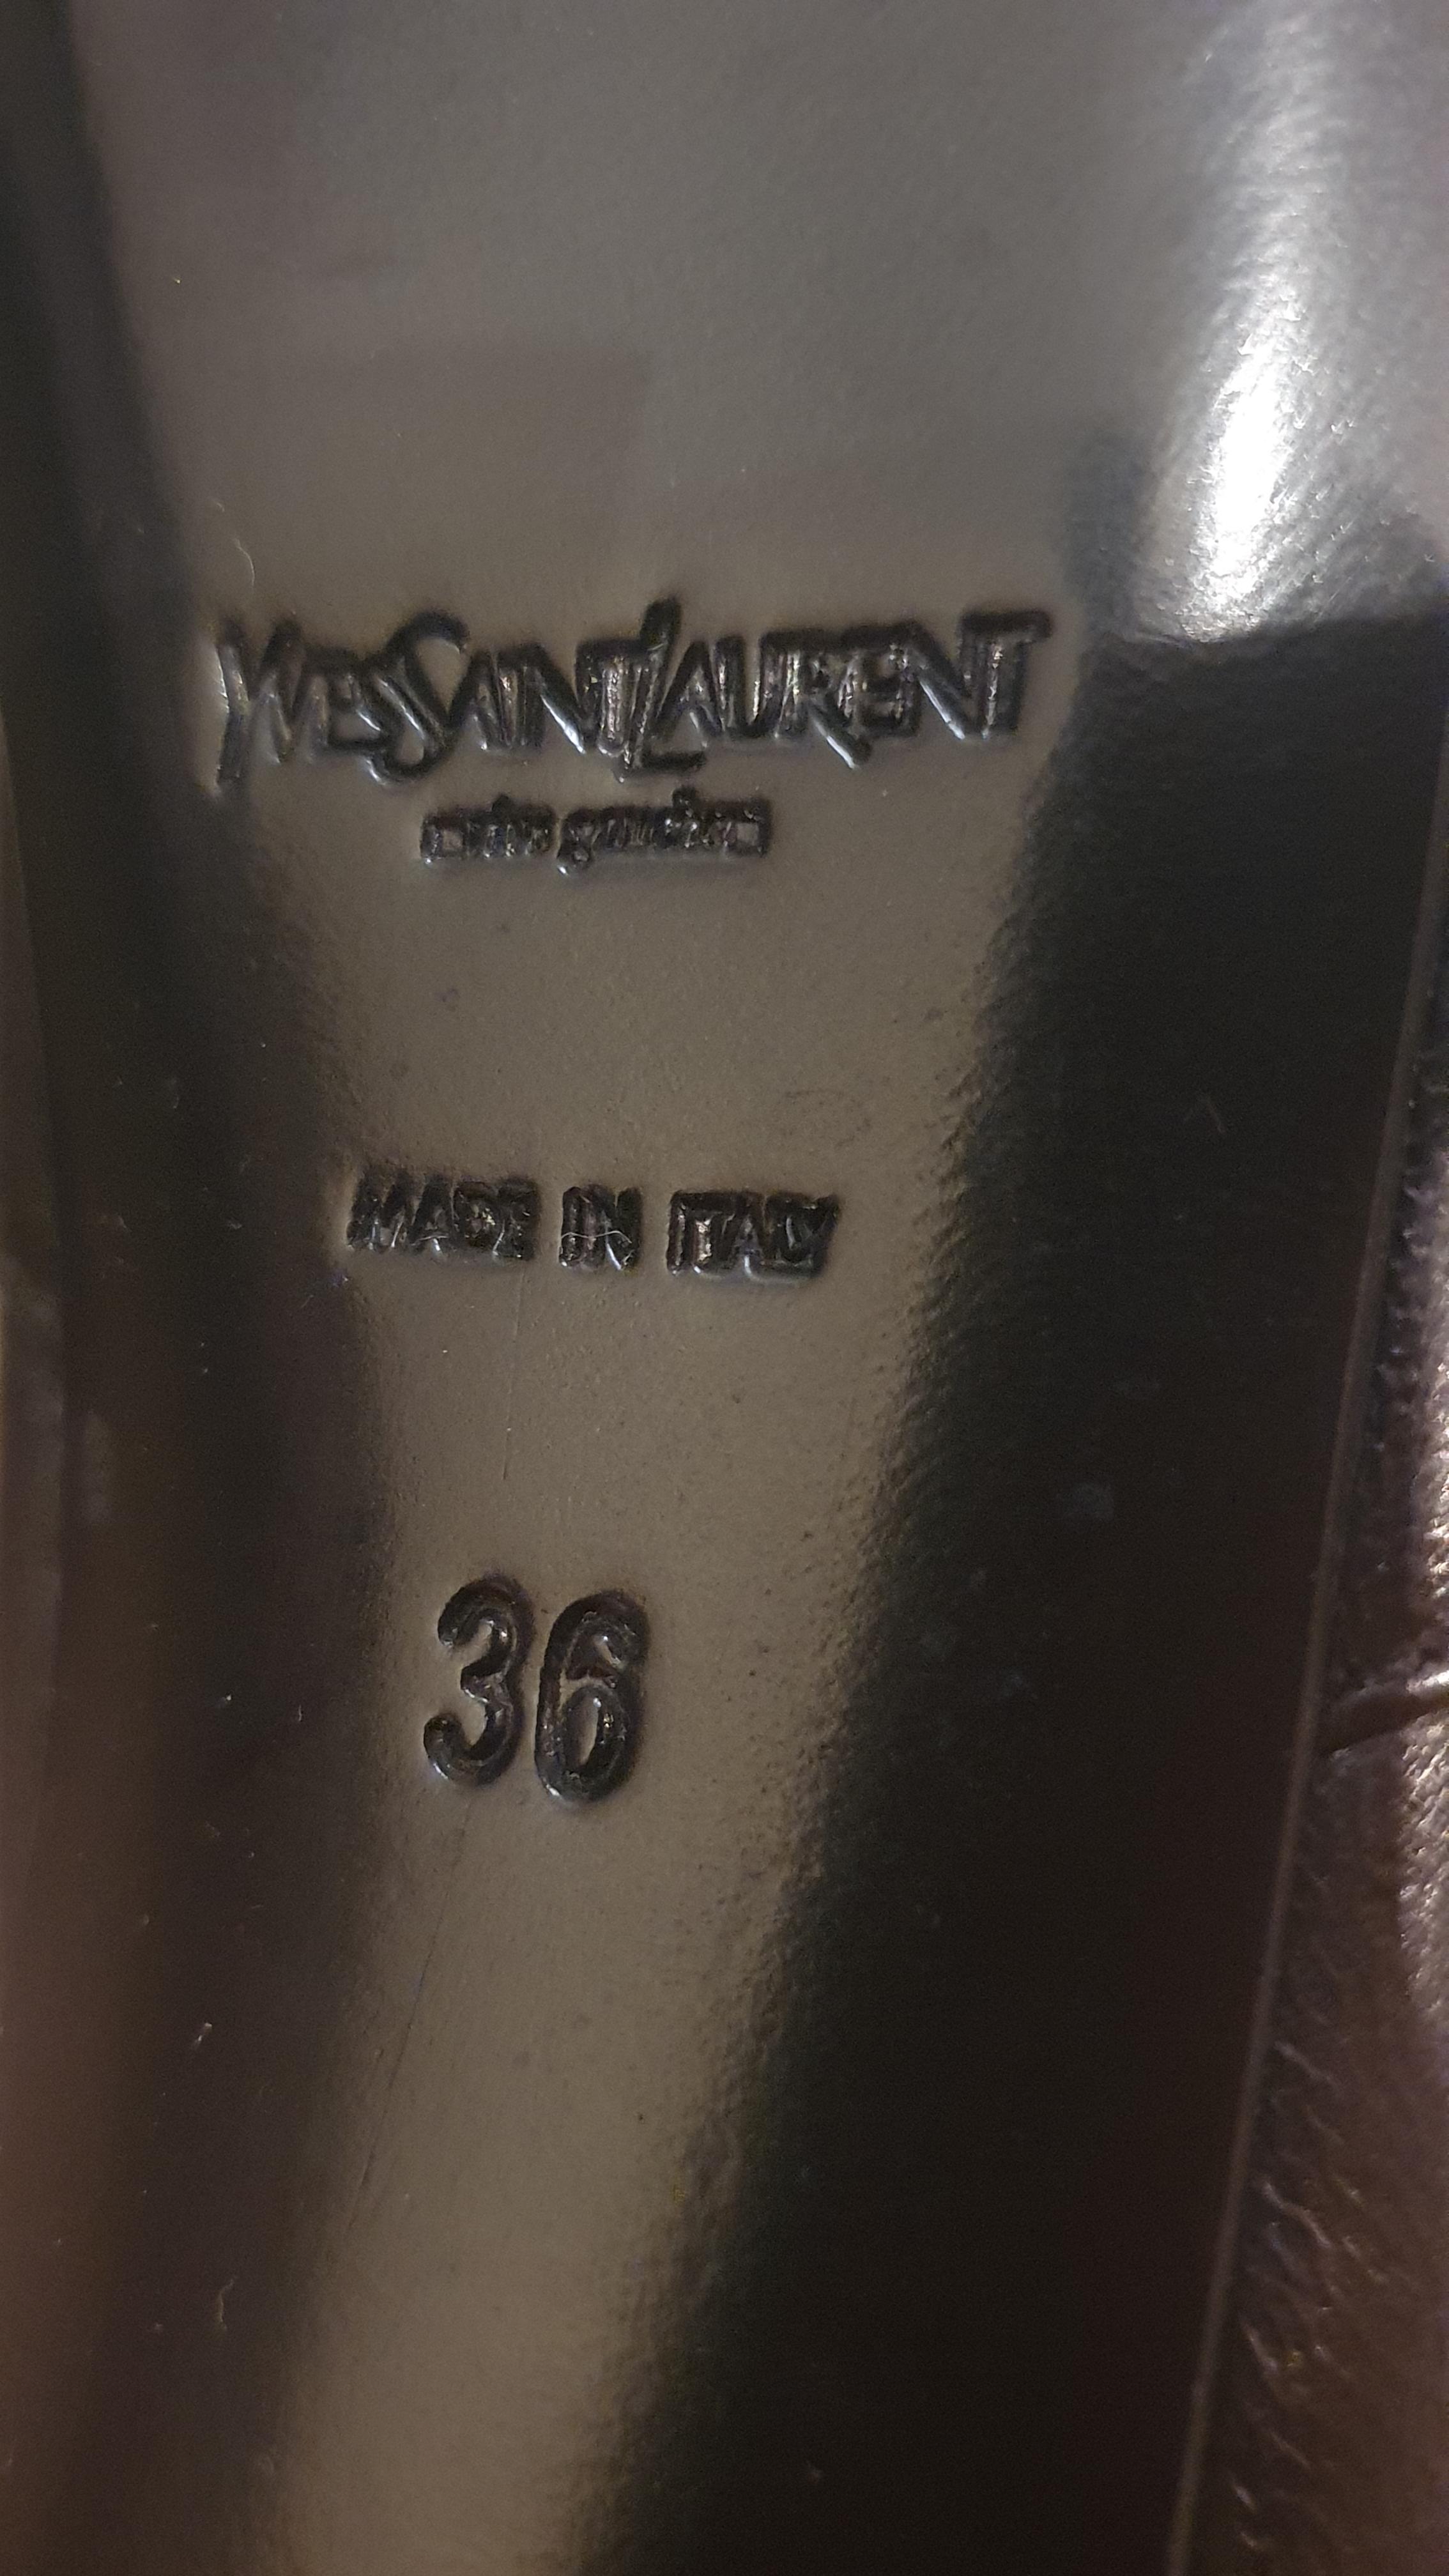 YVESSAINTLAURENT
rive gauche
MADE IN ITALY
36